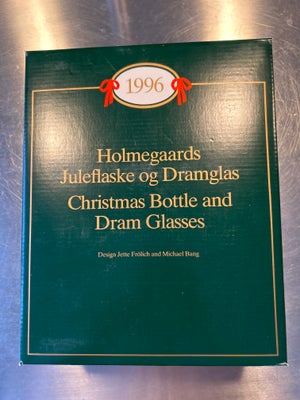 1996
Holmegaards
Juleflaske og Dramglas
Christmas Bottle and
Dram Glasses
Design Jette Frölich and Michael Bang